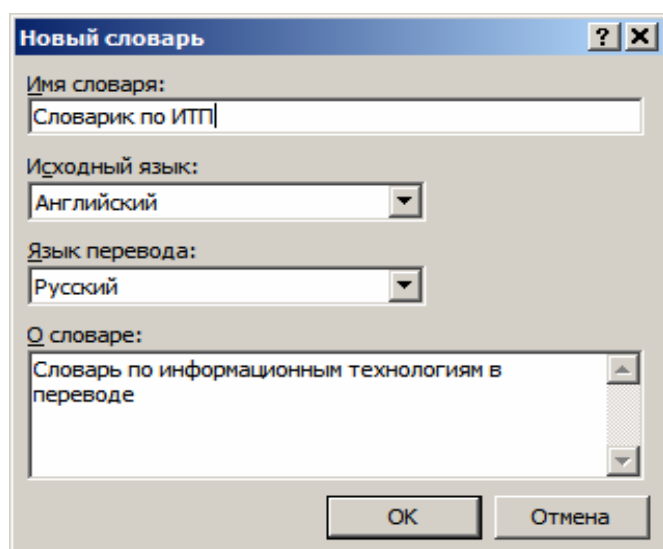 Новый словарь
Имя словаря:
Словарик по ИТП
Исходный язык:
Английский
Язык перевода:
Русский
О словаре:
Словарь по информационным технологиям в
переводе
OK
Отмена